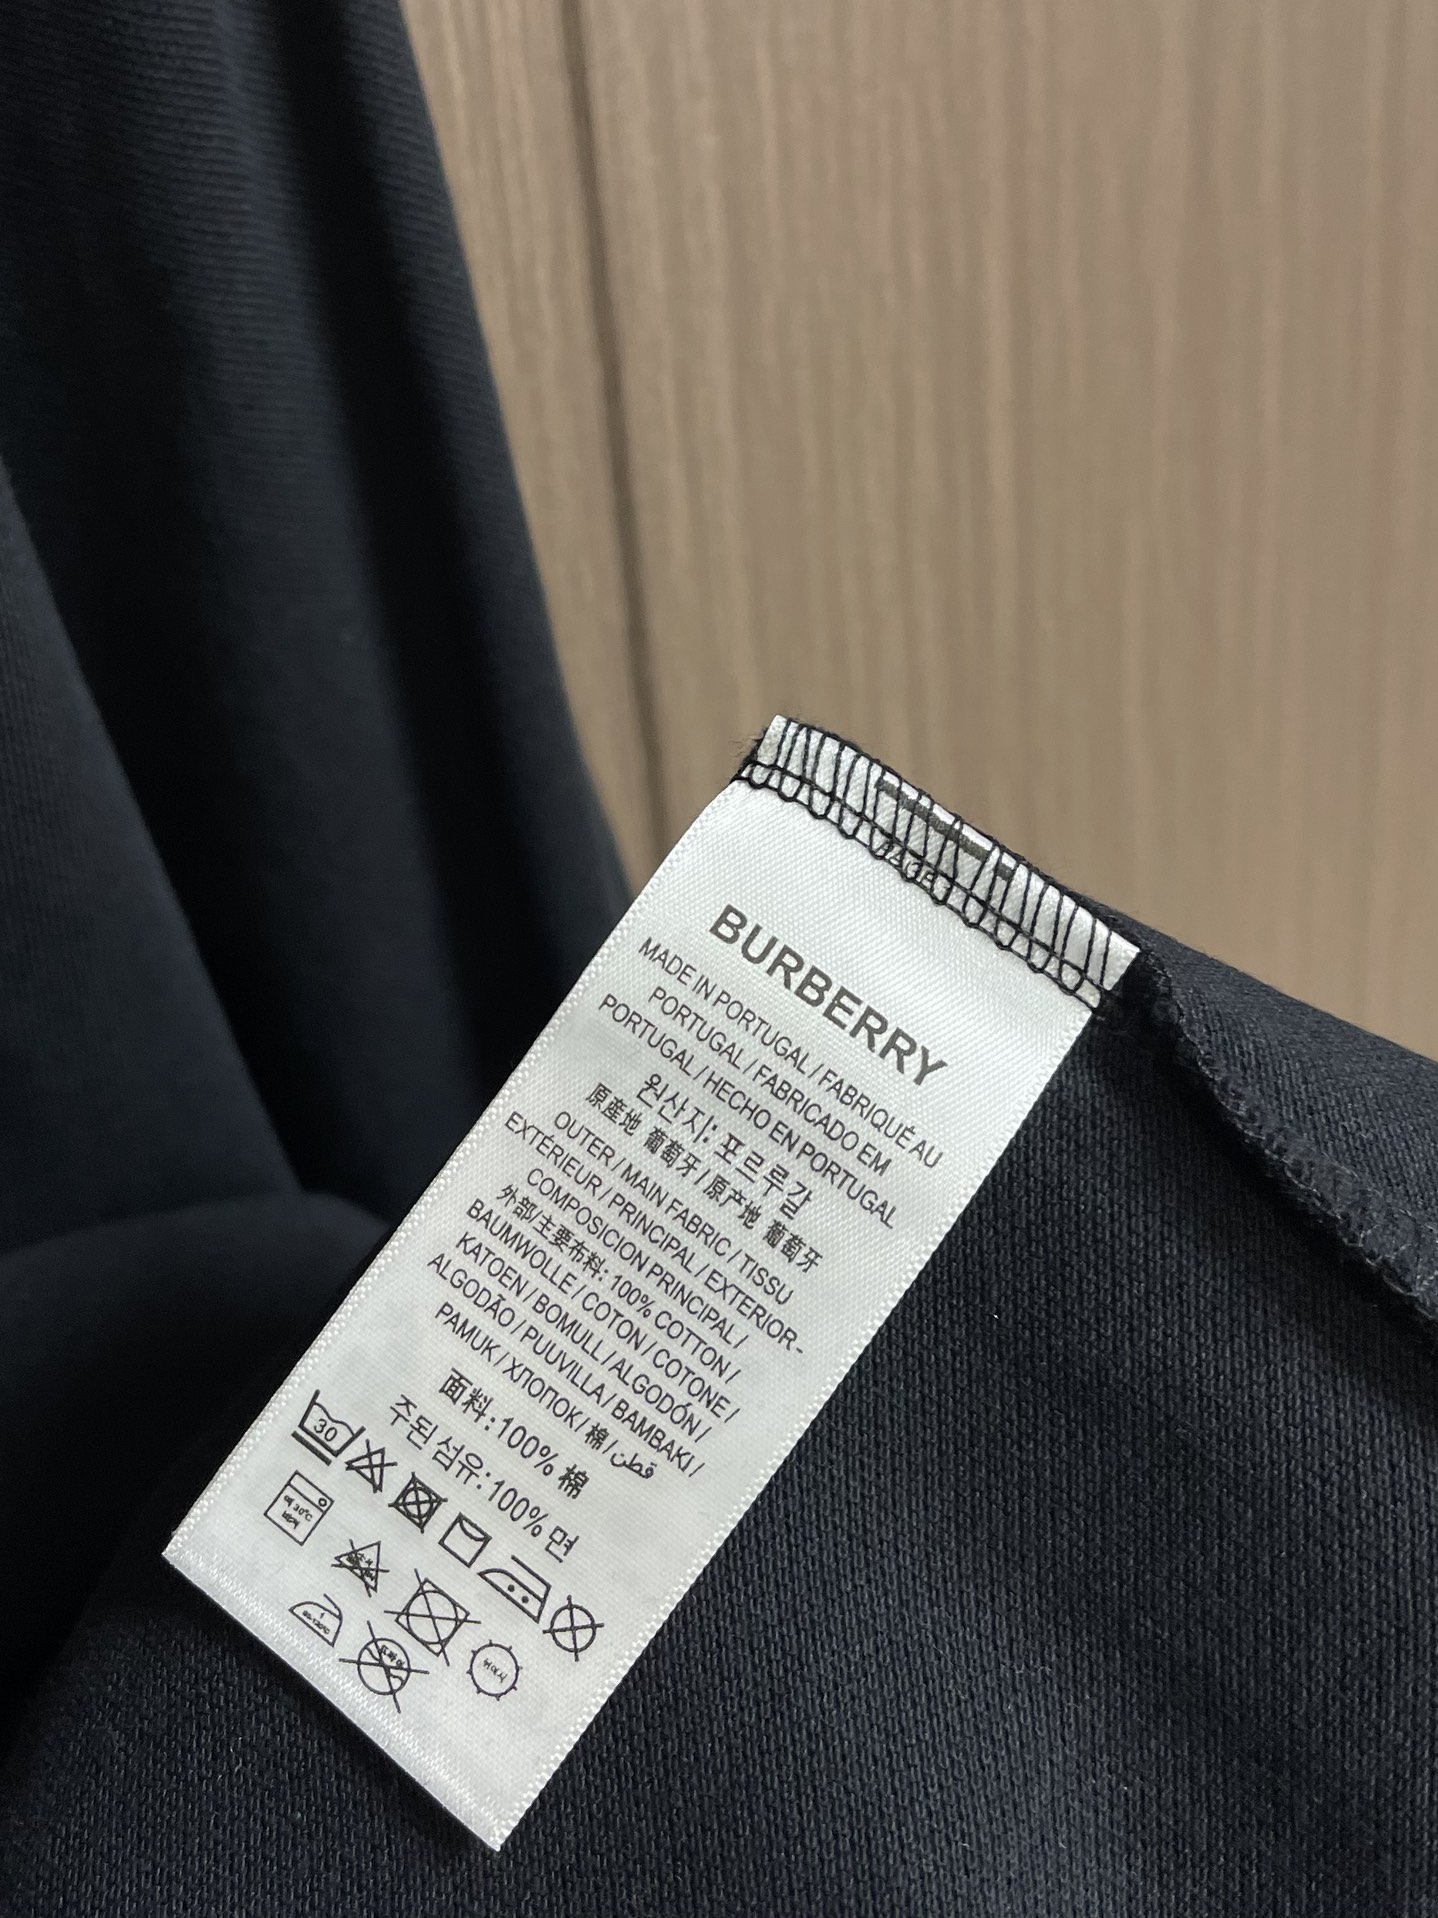 BURBERRY
MADE IN PORTUGAL / FABRIQUÉ AU
PORTUGAL / FABRICADO EM
PORTUGAL / HECHO EN PORTUGAL
원산지: 포르루갈
原産地 葡萄牙 / 原产地 葡萄牙
OUTER / MAIN FABRIC / TISSU
EXTÉRIEUR / PRINCIPAL / EXTERIOR -
COMPOSICION PRINCIPAL /
外部/主要布料: 100% COTTON /
BAUMWOLLE / COTON / COTONE /
KATOEN / BOMULL / ALGODÓN /
ALGODÃO / PUUVILLA / BAMBAKI /
PAMUK / ХПОПОК / 棉 / قطن
面料: 100% 棉
주된섬유: 100% 면
30